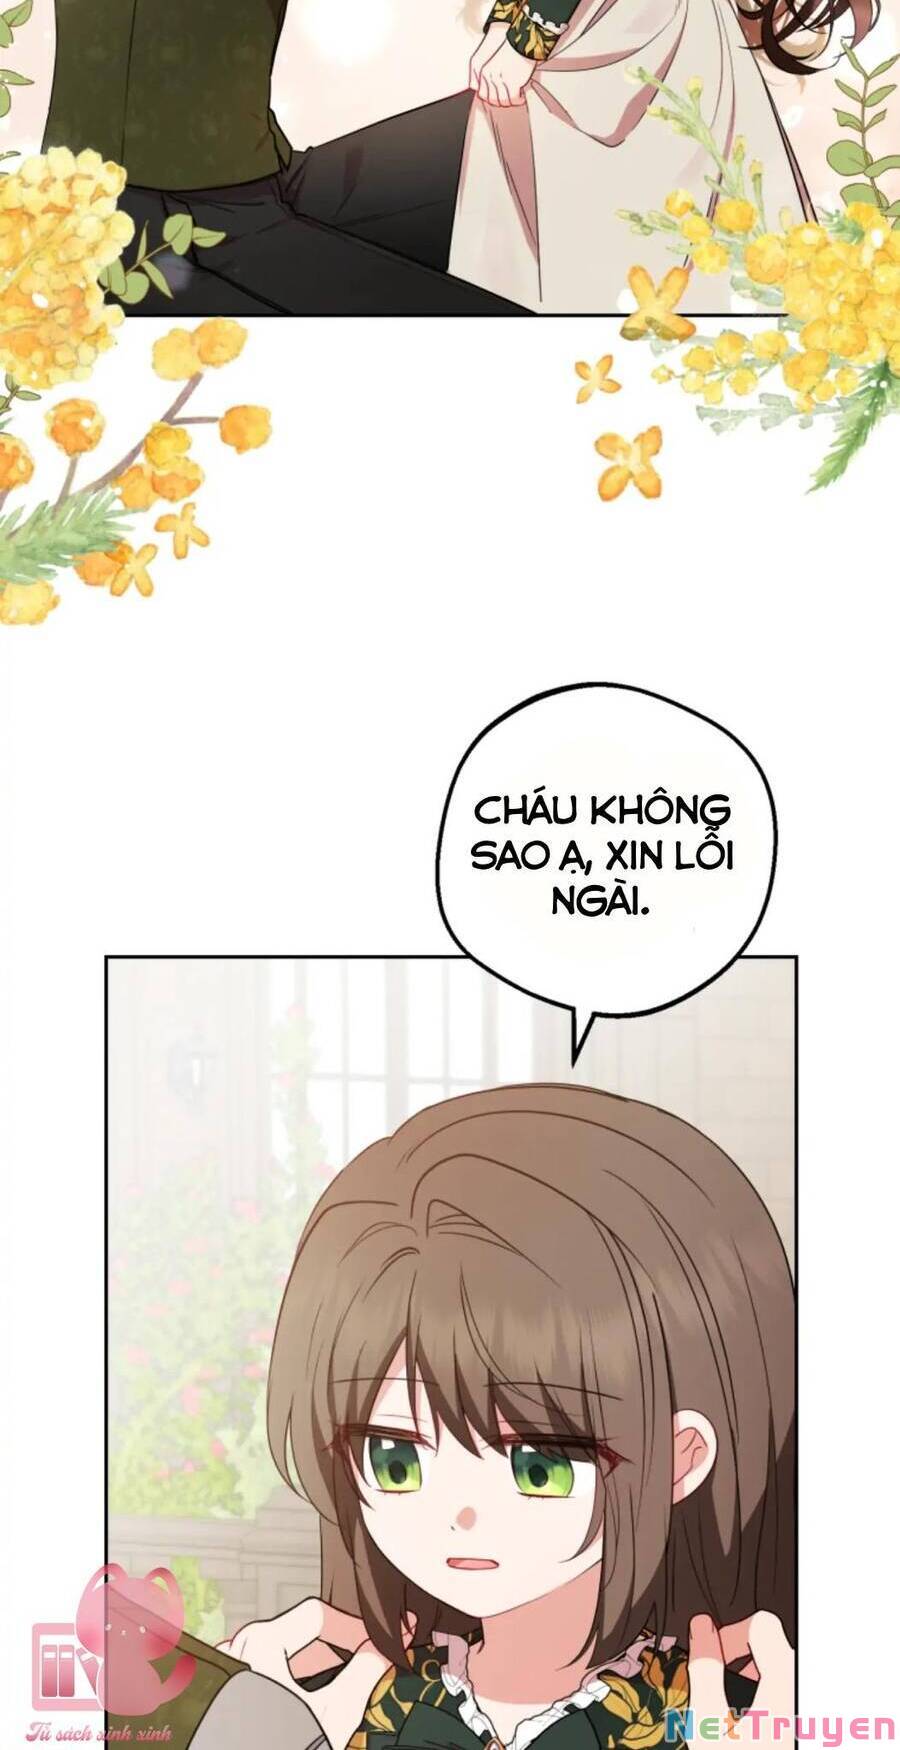 CHÁU KHÔNG
SAO Ạ, XIN LỖI
NGÀI.
Tủ sách xinh xinh
NetTruyen